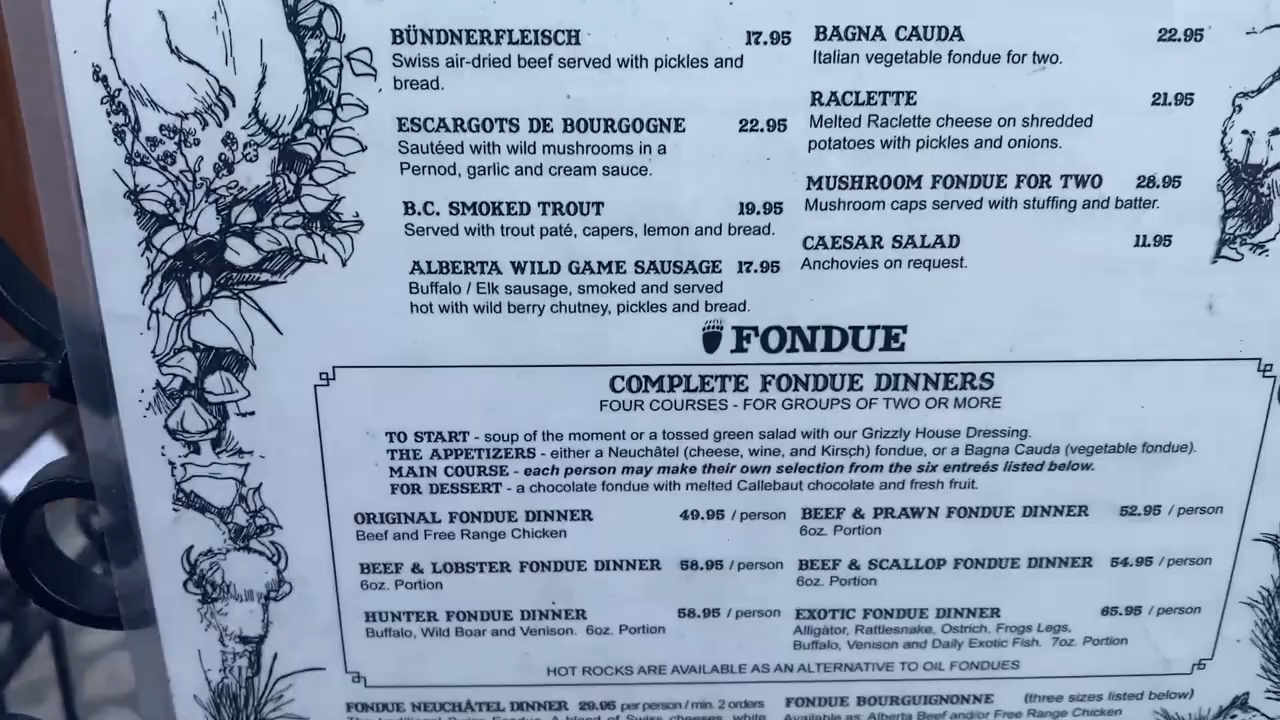 BÜNDNERFLEISCH 17.95
Swiss air-dried beef served with pickles and
bread.
ESCARGOTS DE BOURGOGNE 22.95
Sautéed with wild mushrooms in a
Pernod, garlic and cream sauce.
B.C. SMOKED TROUT 19.95
Served with trout paté, capers, lemon and bread.
ALBERTA WILD GAME SAUSAGE 17.95
Buffalo / Elk sausage, smoked and served
hot with wild berry chutney, pickles and bread.
BAGNA CAUDA 22.95
Italian vegetable fondue for two.
RACLETTE 21.95
Melted Raclette cheese on shredded
potatoes with pickles and onions.
MUSHROOM FONDUE FOR TWO 28.95
Mushroom caps served with stuffing and batter.
CAESAR SALAD 11.95
Anchovies on request.
FONDUE
COMPLETE FONDUE DINNERS
FOUR COURSES - FOR GROUPS OF TWO OR MORE
TO START - soup of the moment or a tossed green salad with our Grizzly House Dressing.
THE APPETIZERS - either a Neuchâtel (cheese, wine, and Kirsch) fondue, or a Bagna Cauda (vegetable fondue).
MAIN COURSE - each person may make their own selection from the six entreés listed below.
FOR DESSERT - a chocolate fondue with melted Callebaut chocolate and fresh fruit.
ORIGINAL FONDUE DINNER 49.95 / person
Beef and Free Range Chicken
BEEF & LOBSTER FONDUE DINNER 58.95 / person
6oz. Portion
HUNTER FONDUE DINNER 58.95 / person
Buffalo, Wild Boar and Venison. 6oz. Portion
BEEF & PRAWN FONDUE DINNER 52.95 / person
6oz. Portion
BEEF & SCALLOP FONDUE DINNER 54.95 / person
6oz. Portion
EXOTIC FONDUE DINNER 65.95 / person
Alligator, Rattlesnake, Ostrich, Frogs Legs,
Buffalo, Venison and Daily Exotic Fish. 7oz. Portion
HOT ROCKS ARE AVAILABLE AS AN ALTERNATIVE TO OIL FONDUES
FONDUE NEUCHÂTEL DINNER 29.95 per person / min. 2 orders
FONDUE BOURGUIGNONNE (three sizes listed below)
Available as: Alberta Beef and/or Free Range Chicken